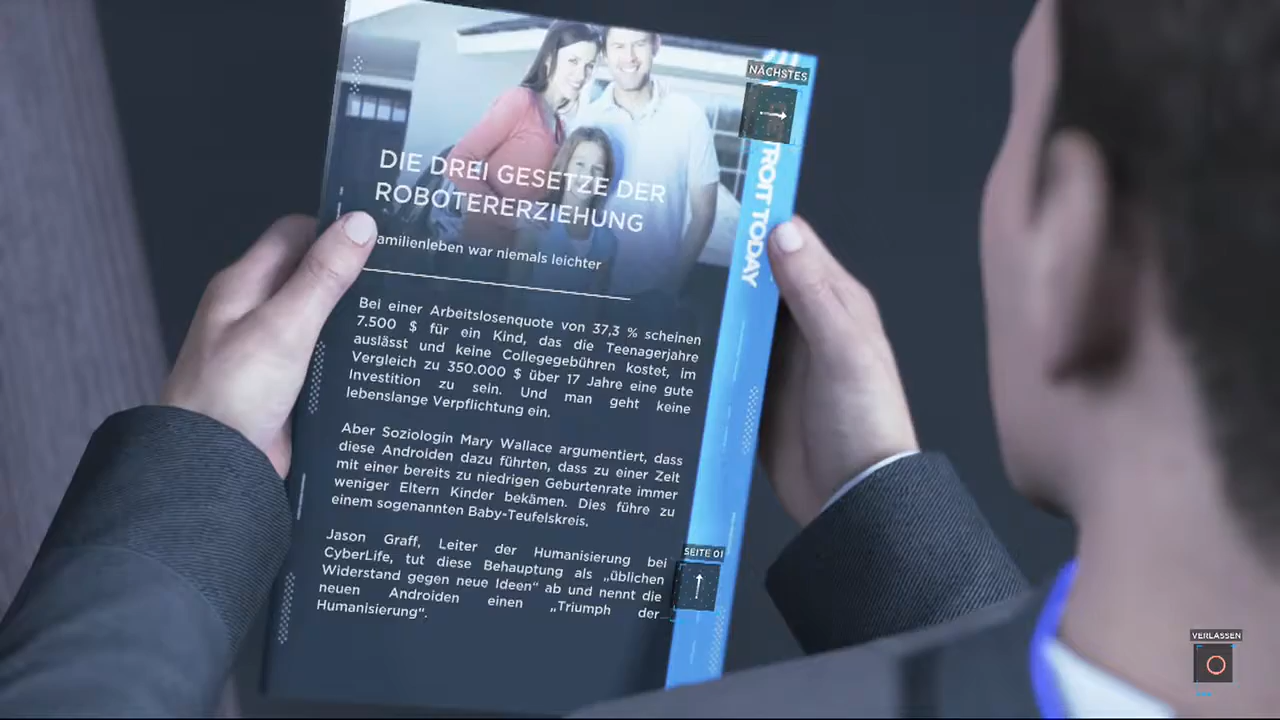 NÄCHSTES
DIE DREI GESETZE DER
ROBOTERERZIEHUNG
amilienleben war niemals leichter
TROIT TODAY
Bei einer Arbeitslosenquote von 37,3 % scheinen
7.500 $ für ein Kind, das die Teenagerjahre
auslässt und keine Collegegebühren kostet, im
Vergleich zu 350.000 $ über 17 Jahre eine gute
Investition zu sein. Und man geht keine
lebenslange Verpflichtung ein.
Aber Soziologin Mary Wallace argumentiert, dass
diese Androiden dazu führten, dass zu einer Zeit
mit einer bereits zu niedrigen Geburtenrate immer
weniger Eltern Kinder bekämen. Dies führe zu
einem sogenannten Baby-Teufelskreis.
Jason Graff, Leiter der Humanisierung bei
CyberLife, tut diese Behauptung als „üblichen
Widerstand gegen neue Ideen“ ab und nennt die
neuen Androiden einen „Triumph der
Humanisierung“.
SEITE 01
VERLASSEN